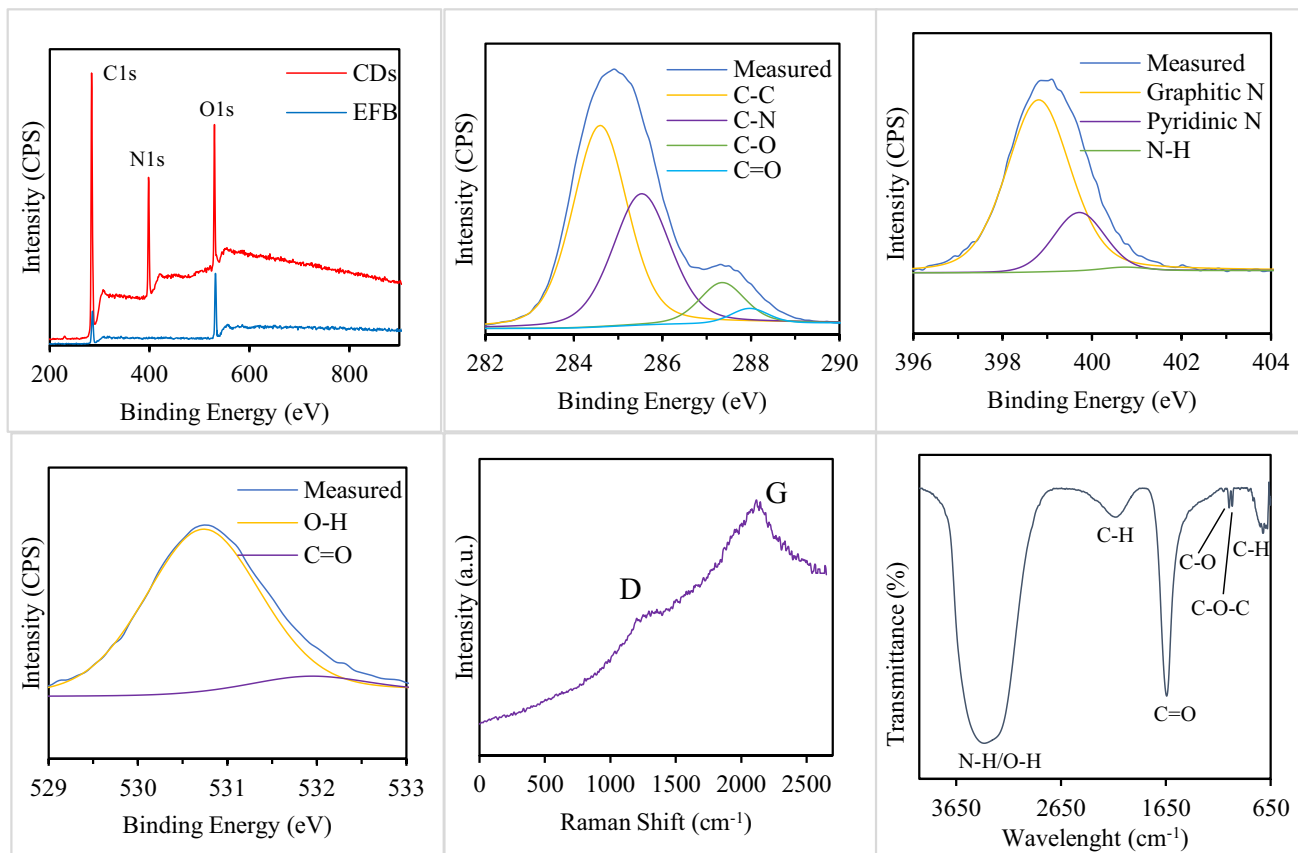 C1s
N1s
O1s
CDs
EFB
Intensity (CPS)
200 400 600 800
Binding Energy (eV)
Measured
C-C
C-N
C-O
C=O
Intensity (CPS)
282 284 286 288 290
Binding Energy (eV)
Measured
Graphitic N
Pyridinic N
N-H
Intensity (CPS)
396 398 400 402 404
Binding Energy (eV)
Measured
O-H
C=O
Intensity (CPS)
529 530 531 532 533
Binding Energy (eV)
D
G
Intensity (a.u.)
0 500 1000 1500 2000 2500
Raman Shift (cm⁻¹)
C-H
C-O
C-H
C-O-C
C=O
N-H/O-H
Transmittance (%)
3650 2650 1650 650
Wavelenght (cm⁻¹)